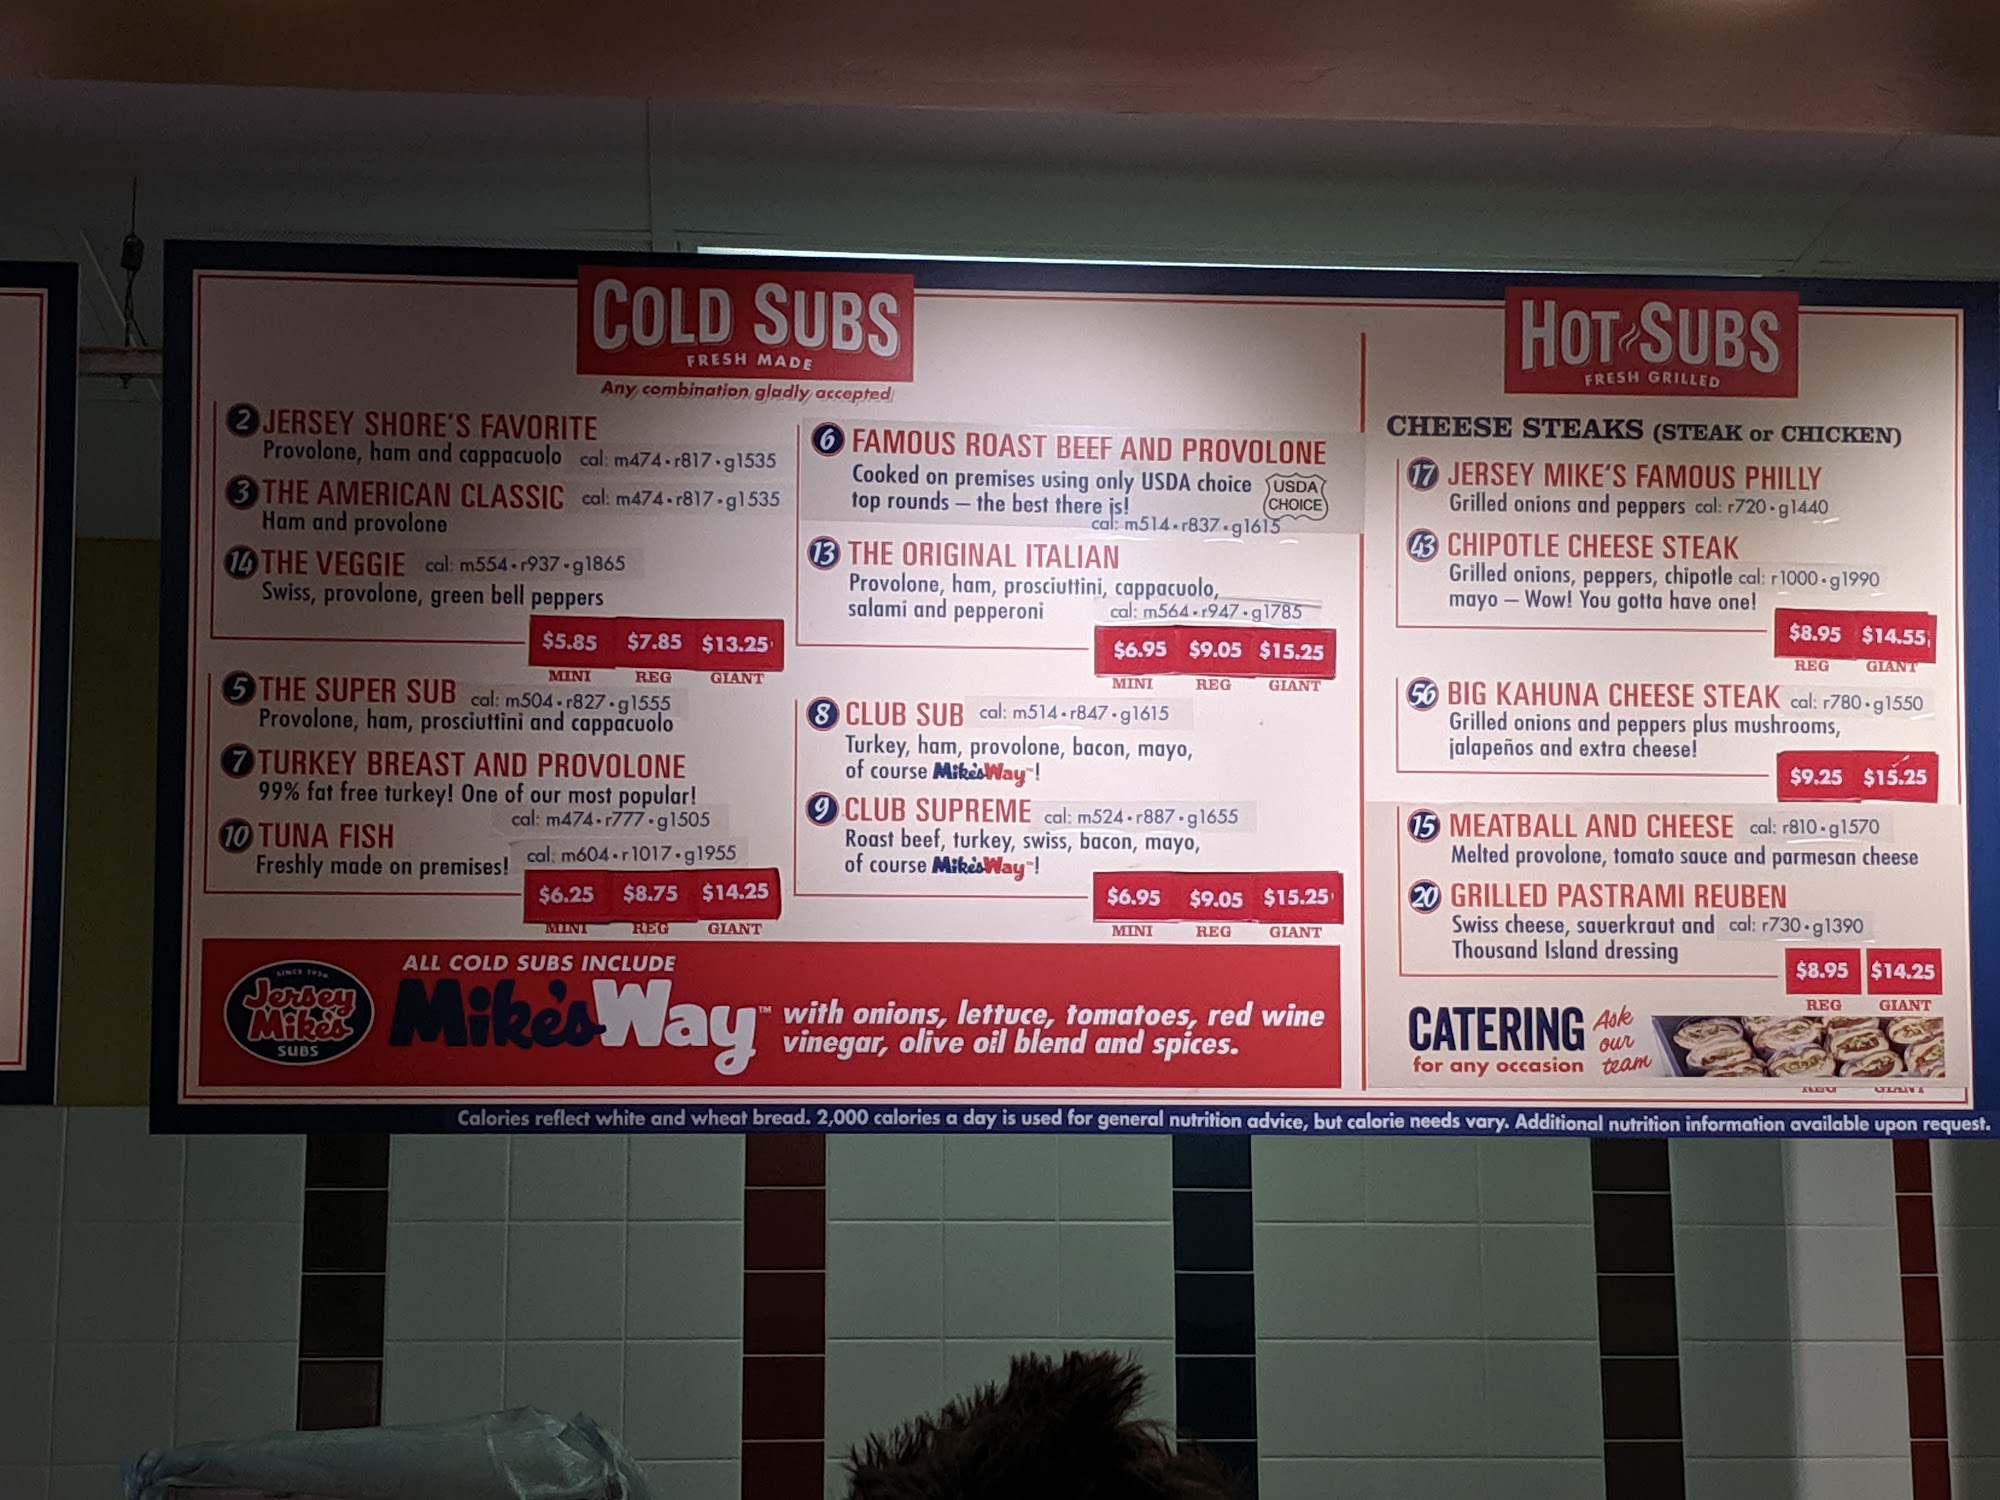 COLD SUBS
FRESH MADE
Any combination gladly accepted
2 JERSEY SHORE'S FAVORITE
Provolone, ham and cappacuolo cal: m474•r817•g1535
3 THE AMERICAN CLASSIC cal: m474•r817•g1535
Ham and provolone
14 THE VEGGIE cal: m554•r937•g1865
Swiss, provolone, green bell peppers
$5.85 $7.85 $13.25
MINI REG GIANT
5 THE SUPER SUB cal: m504•r827•g1555
Provolone, ham, prosciuttini and cappacuolo
7 TURKEY BREAST AND PROVOLONE
99% fat free turkey! One of our most popular!
cal: m474•r777•g1505
10 TUNA FISH
Freshly made on premises! cal: m604•r1017•g1955
$6.25 $8.75 $14.25
MINI REG GIANT
6 FAMOUS ROAST BEEF AND PROVOLONE
Cooked on premises using only USDA choice
top rounds — the best there is!
USDA
CHOICE
cal: m514•r837•g1615
13 THE ORIGINAL ITALIAN
Provolone, ham, prosciuttini, cappacuolo,
salami and pepperoni cal: m564•r947•g1785
$6.95 $9.05 $15.25
MINI REG GIANT
8 CLUB SUB cal: m514•r847•g1615
Turkey, ham, provolone, bacon, mayo,
of course Mike's Way™!
9 CLUB SUPREME cal: m524•r887•g1655
Roast beef, turkey, swiss, bacon, mayo,
of course Mike's Way™!
$6.95 $9.05 $15.25
MINI REG GIANT
SINCE 1956
Jersey
Mike's
SUBS
ALL COLD SUBS INCLUDE
Mike's Way™
with onions, lettuce, tomatoes, red wine
vinegar, olive oil blend and spices.
HOT SUBS
FRESH GRILLED
CHEESE STEAKS (STEAK or CHICKEN)
17 JERSEY MIKE'S FAMOUS PHILLY
Grilled onions and peppers cal: r720•g1440
43 CHIPOTLE CHEESE STEAK
Grilled onions, peppers, chipotle cal: r1000•g1990
mayo — Wow! You gotta have one!
$8.95 $14.55
REG GIANT
56 BIG KAHUNA CHEESE STEAK cal: r780•g1550
Grilled onions and peppers plus mushrooms,
jalapeños and extra cheese!
$9.25 $15.25
15 MEATBALL AND CHEESE cal: r810•g1570
Melted provolone, tomato sauce and parmesan cheese
20 GRILLED PASTRAMI REUBEN
Swiss cheese, sauerkraut and cal: r730•g1390
Thousand Island dressing
$8.95 $14.25
REG GIANT
CATERING
for any occasion
Ask
our
team
REG GIANT
Calories reflect white and wheat bread. 2,000 calories a day is used for general nutrition advice, but calorie needs vary. Additional nutrition information available upon request.